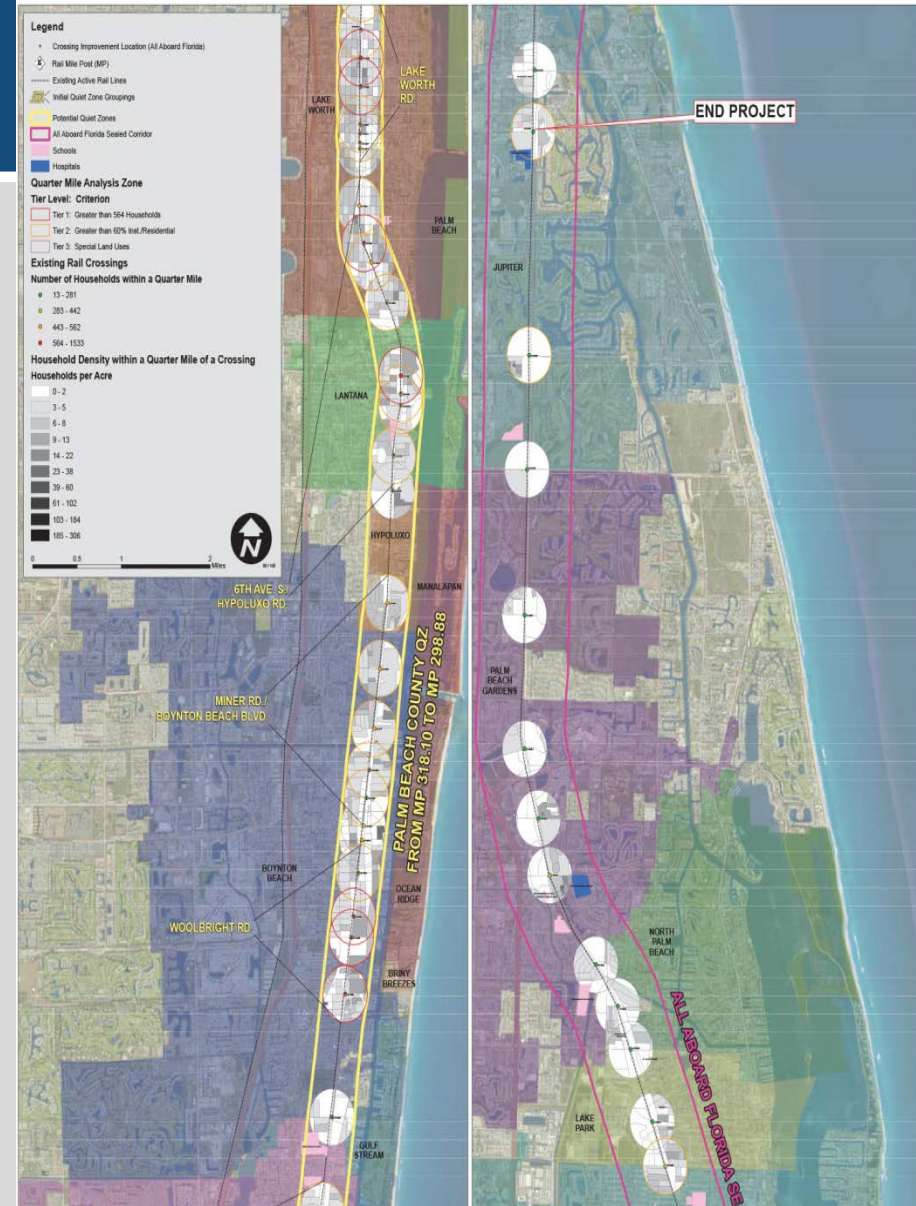 Legend
Crossing Improvement Location (All Aboard Florida)
Rail Mile Post (MP)
Existing Active Rail Lines
Initial Quiet Zone Groupings
Potential Quiet Zones
All Aboard Florida Sealed Corridor
Schools
Hospitals
Quarter Mile Analysis Zone
Tier Level: Criterion
Tier 1: Greater than 564 Households
Tier 2: Greater than 60% Inst./Residential
Tier 3: Special Land Uses
Existing Rail Crossings
Number of Households within a Quarter Mile
13 - 281
283 - 442
443 - 562
564 - 1533
Household Density within a Quarter Mile of a Crossing
Households per Acre
0 - 2
3 - 5
6 - 8
9 - 13
14 - 22
23 - 38
39 - 60
61 - 102
103 - 184
185 - 306
N
0 0.5 1 2
Miles
LAKE
WORTH
LAKE
WORTH
RD.
PALM
BEACH
LANTANA
HYPOLUXO
6TH AVE. S./
HYPOLUXO RD.
MANALAPAN
MINER RD./
BOYNTON BEACH BLVD
PALM BEACH COUNTY QZ
FROM MP 318.10 TO MP 298.88
BOYNTON
BEACH
OCEAN
RIDGE
WOOLBRIGHT RD
BRINY
BREEZES
GULF
STREAM
END PROJECT
JUPITER
PALM
BEACH
GARDENS
NORTH
PALM
BEACH
ALL ABOARD FLORIDA SE
LAKE
PARK